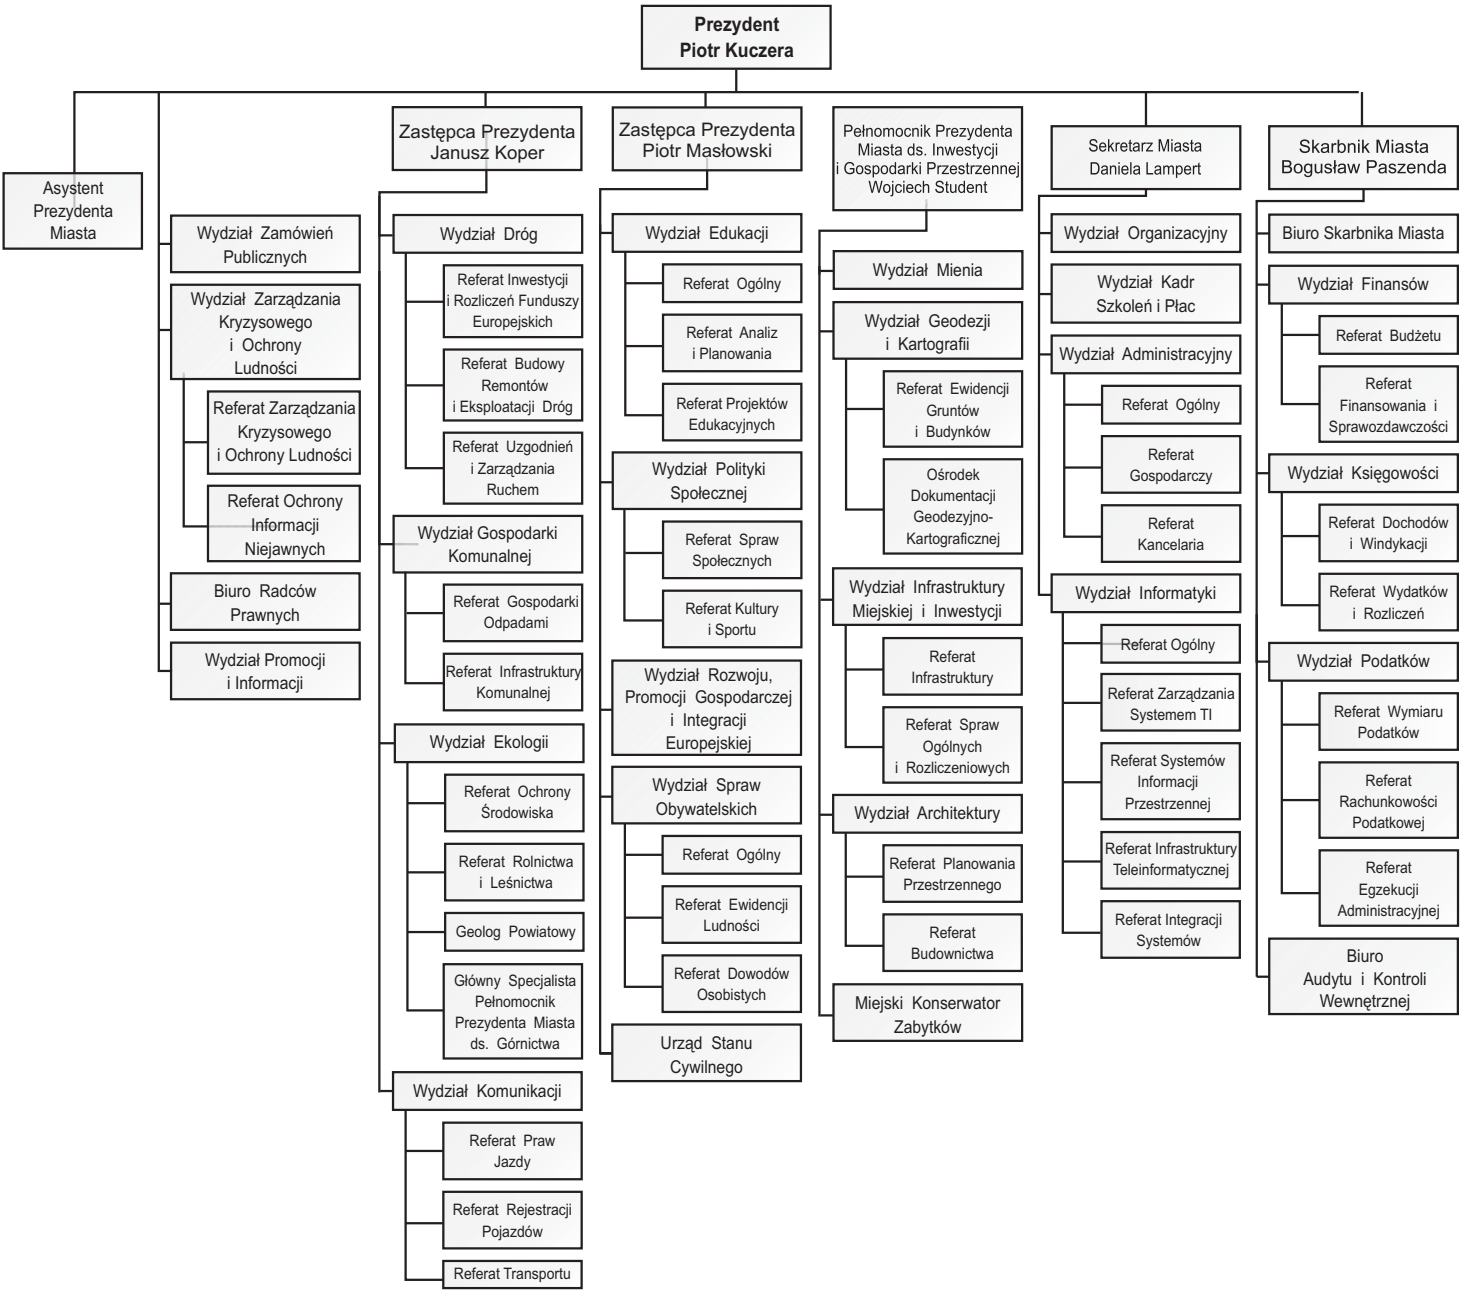 Prezydent
Piotr Kuczera
Asystent
Prezydenta
Miasta
Wydział Zamówień
Publicznych
Wydział Zarządzania
Kryzysowego
i Ochrony
Ludności
Referat Zarządzania
Kryzysowego
i Ochrony Ludności
Referat Ochrony
Informacji
Niejawnych
Biuro Radców
Prawnych
Wydział Promocji
i Informacji
Zastępca Prezydenta
Janusz Koper
Wydział Dróg
Referat Inwestycji
i Rozliczeń Funduszy
Europejskich
Referat Budowy
Remontów
i Eksploatacji Dróg
Referat Uzgodnień
i Zarządzania
Ruchem
Wydział Gospodarki
Komunalnej
Referat Gospodarki
Odpadami
Referat Infrastruktury
Komunalnej
Wydział Ekologii
Referat Ochrony
Środowiska
Referat Rolnictwa
i Leśnictwa
Geolog Powiatowy
Główny Specjalista
Pełnomocnik
Prezydenta Miasta
ds. Górnictwa
Wydział Komunikacji
Referat Praw
Jazdy
Referat Rejestracji
Pojazdów
Referat Transportu
Zastępca Prezydenta
Piotr Masłowski
Wydział Edukacji
Referat Ogólny
Referat Analiz
i Planowania
Referat Projektów
Edukacyjnych
Wydział Polityki
Społecznej
Referat Spraw
Społecznych
Referat Kultury
i Sportu
Wydział Rozwoju,
Promocji Gospodarczej
i Integracji
Europejskiej
Wydział Spraw
Obywatelskich
Referat Ogólny
Referat Ewidencji
Ludności
Referat Dowodów
Osobistych
Urząd Stanu
Cywilnego
Pełnomocnik Prezydenta
Miasta ds. Inwestycji
i Gospodarki Przestrzennej
Wojciech Student
Wydział Mienia
Wydział Geodezji
i Kartografii
Referat Ewidencji
Gruntów
i Budynków
Ośrodek
Dokumentacji
Geodezyjno-
Kartograficznej
Wydział Infrastruktury
Miejskiej i Inwestycji
Referat
Infrastruktury
Referat Spraw
Ogólnych
i Rozliczeniowych
Wydział Architektury
Referat Planowania
Przestrzennego
Referat
Budownictwa
Miejski Konserwator
Zabytków
Sekretarz Miasta
Daniela Lampert
Wydział Organizacyjny
Wydział Kadr
Szkoleń i Płac
Wydział Administracyjny
Referat Ogólny
Referat
Gospodarczy
Referat
Kancelaria
Wydział Informatyki
Referat Ogólny
Referat Zarządzania
Systemem TI
Referat Systemów
Informacji
Przestrzennej
Referat Infrastruktury
Teleinformatycznej
Referat Integracji
Systemów
Skarbnik Miasta
Bogusław Paszenda
Biuro Skarbnika Miasta
Wydział Finansów
Referat Budżetu
Referat
Finansowania i
Sprawozdawczości
Wydział Księgowości
Referat Dochodów
i Windykacji
Referat Wydatków
i Rozliczeń
Wydział Podatków
Referat Wymiaru
Podatków
Referat
Rachunkowości
Podatkowej
Referat
Egzekucji
Administracyjnej
Biuro
Audytu i Kontroli
Wewnętrznej